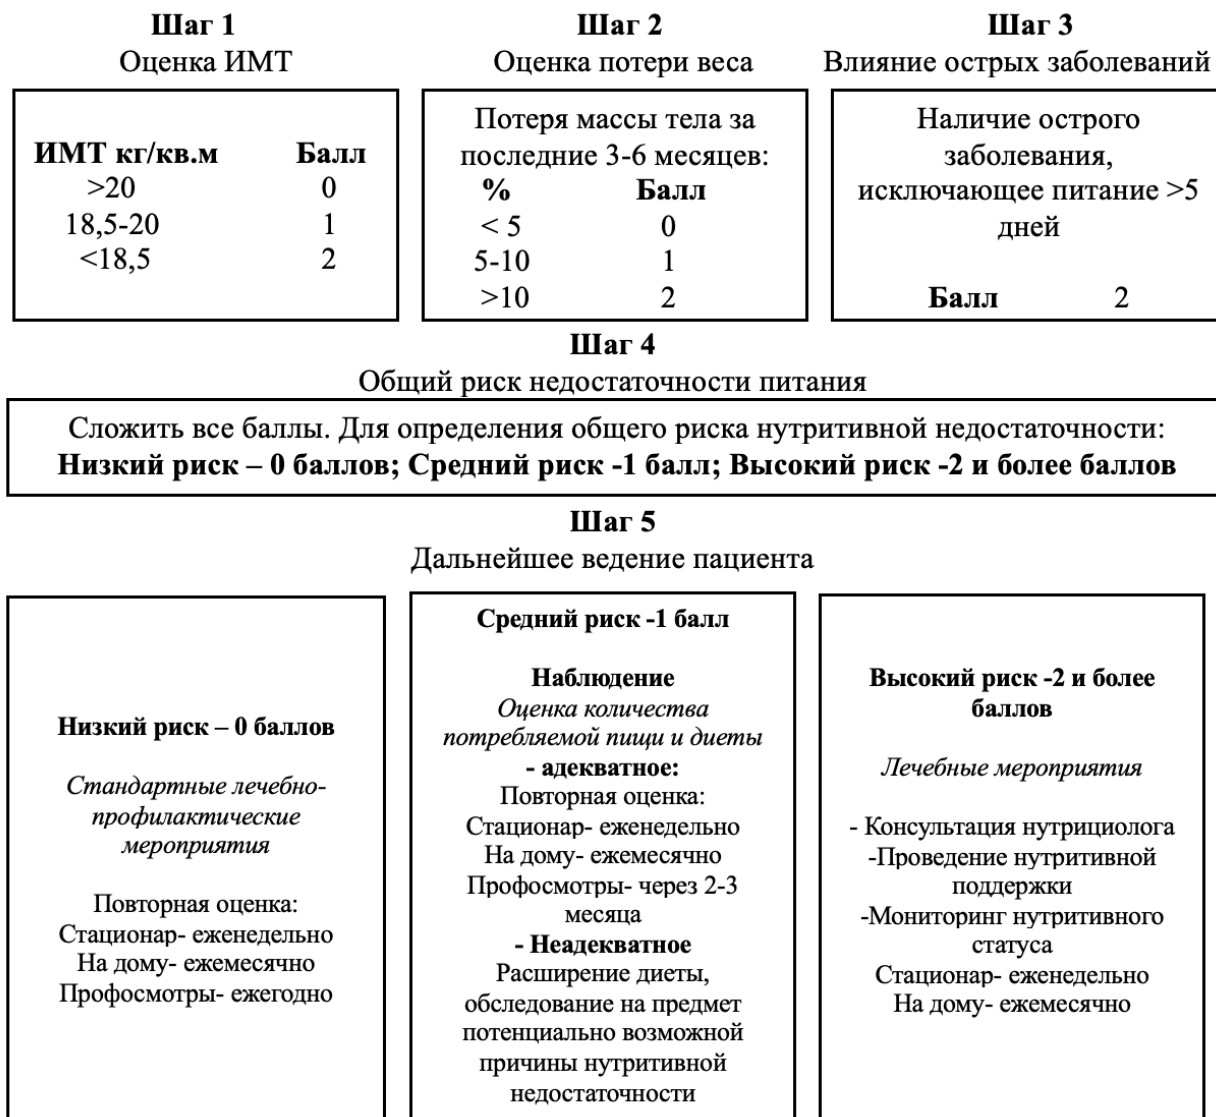 Шаг 1
Оценка ИМТ
ИМТ кг/кв.м Балл
>20 0
18,5-20 1
<18,5 2
Шаг 2
Оценка потери веса
Потеря массы тела за
последние 3-6 месяцев:
% Балл
< 5 0
5-10 1
>10 2
Шаг 3
Влияние острых заболеваний
Наличие острого
заболевания,
исключающее питание >5
дней
Балл 2
Шаг 4
Общий риск недостаточности питания
Сложить все баллы. Для определения общего риска нутритивной недостаточности:
Низкий риск – 0 баллов; Средний риск -1 балл; Высокий риск -2 и более баллов
Шаг 5
Дальнейшее ведение пациента
Низкий риск – 0 баллов
Стандартные лечебно-
профилактические
мероприятия
Повторная оценка:
Стационар- еженедельно
На дому- ежемесячно
Профосмотры- ежегодно
Средний риск -1 балл
Наблюдение
Оценка количества
потребляемой пищи и диеты
- адекватное:
Повторная оценка:
Стационар- еженедельно
На дому- ежемесячно
Профосмотры- через 2-3
месяца
- Неадекватное
Расширение диеты,
обследование на предмет
потенциально возможной
причины нутритивной
недостаточности
Высокий риск -2 и более
баллов
Лечебные мероприятия
- Консультация нутрициолога
-Проведение нутритивной
поддержки
-Мониторинг нутритивного
статуса
Стационар- еженедельно
На дому- ежемесячно